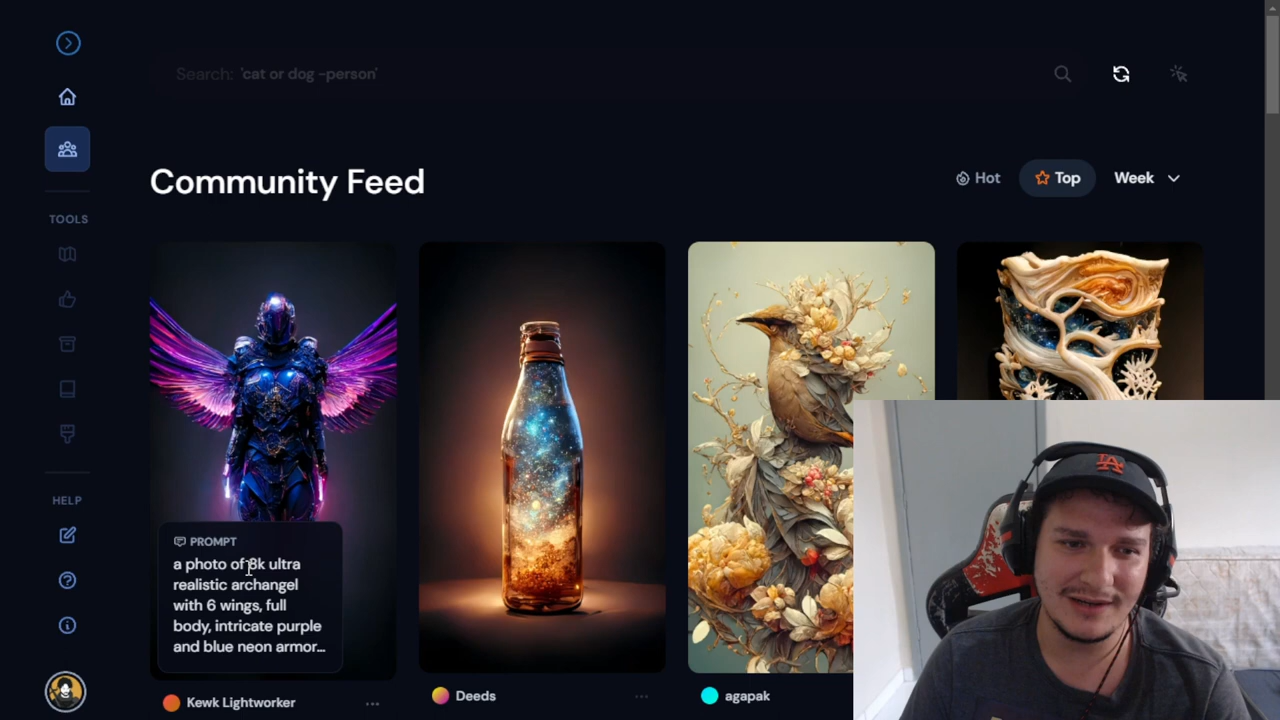 Search: 'cat or dog -person'
Community Feed
Hot
Top
Week
TOOLS
HELP
PROMPT
a photo of 8k ultra
realistic archangel
with 6 wings, full
body, intricate purple
and blue neon armor...
Kewk Lightworker
Deeds
agapak
LA